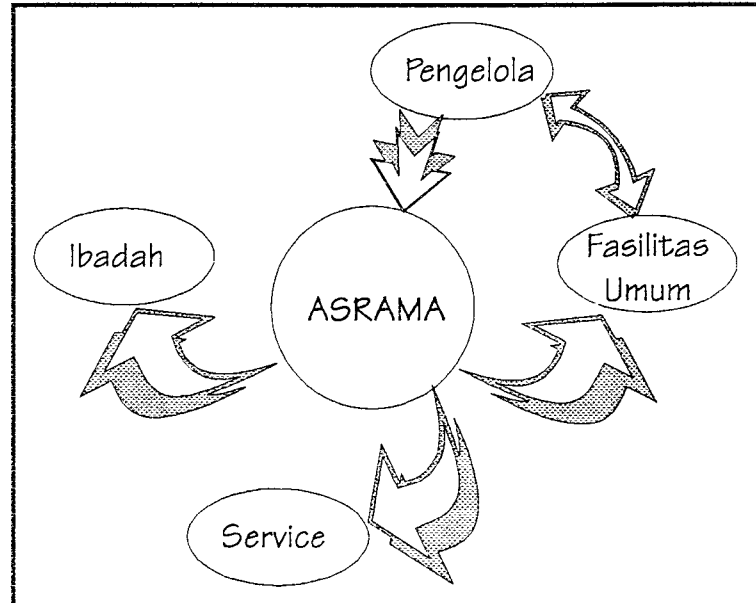 Pengelola
Ibadah
Fasilitas
Umum
ASRAMA
Service